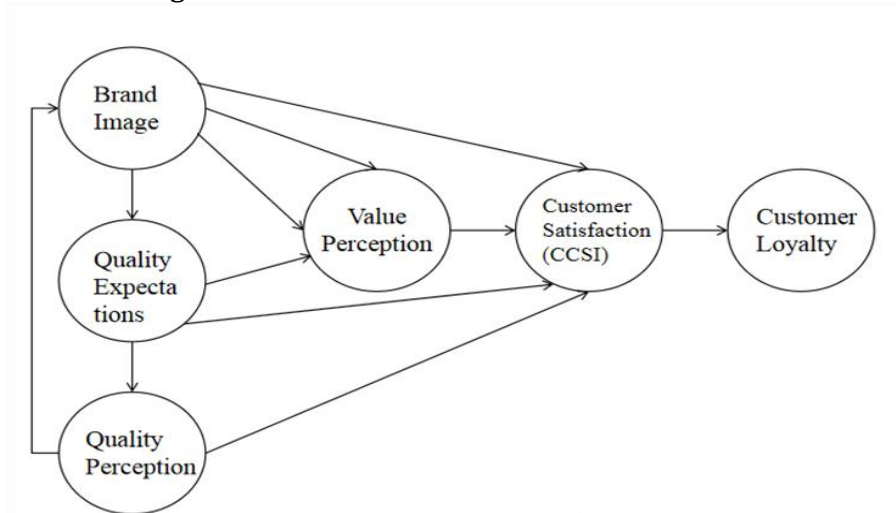 Brand
Image
Quality
Expecta
tions
Quality
Perception
Value
Perception
Customer
Satisfaction
(CCSI)
Customer
Loyalty